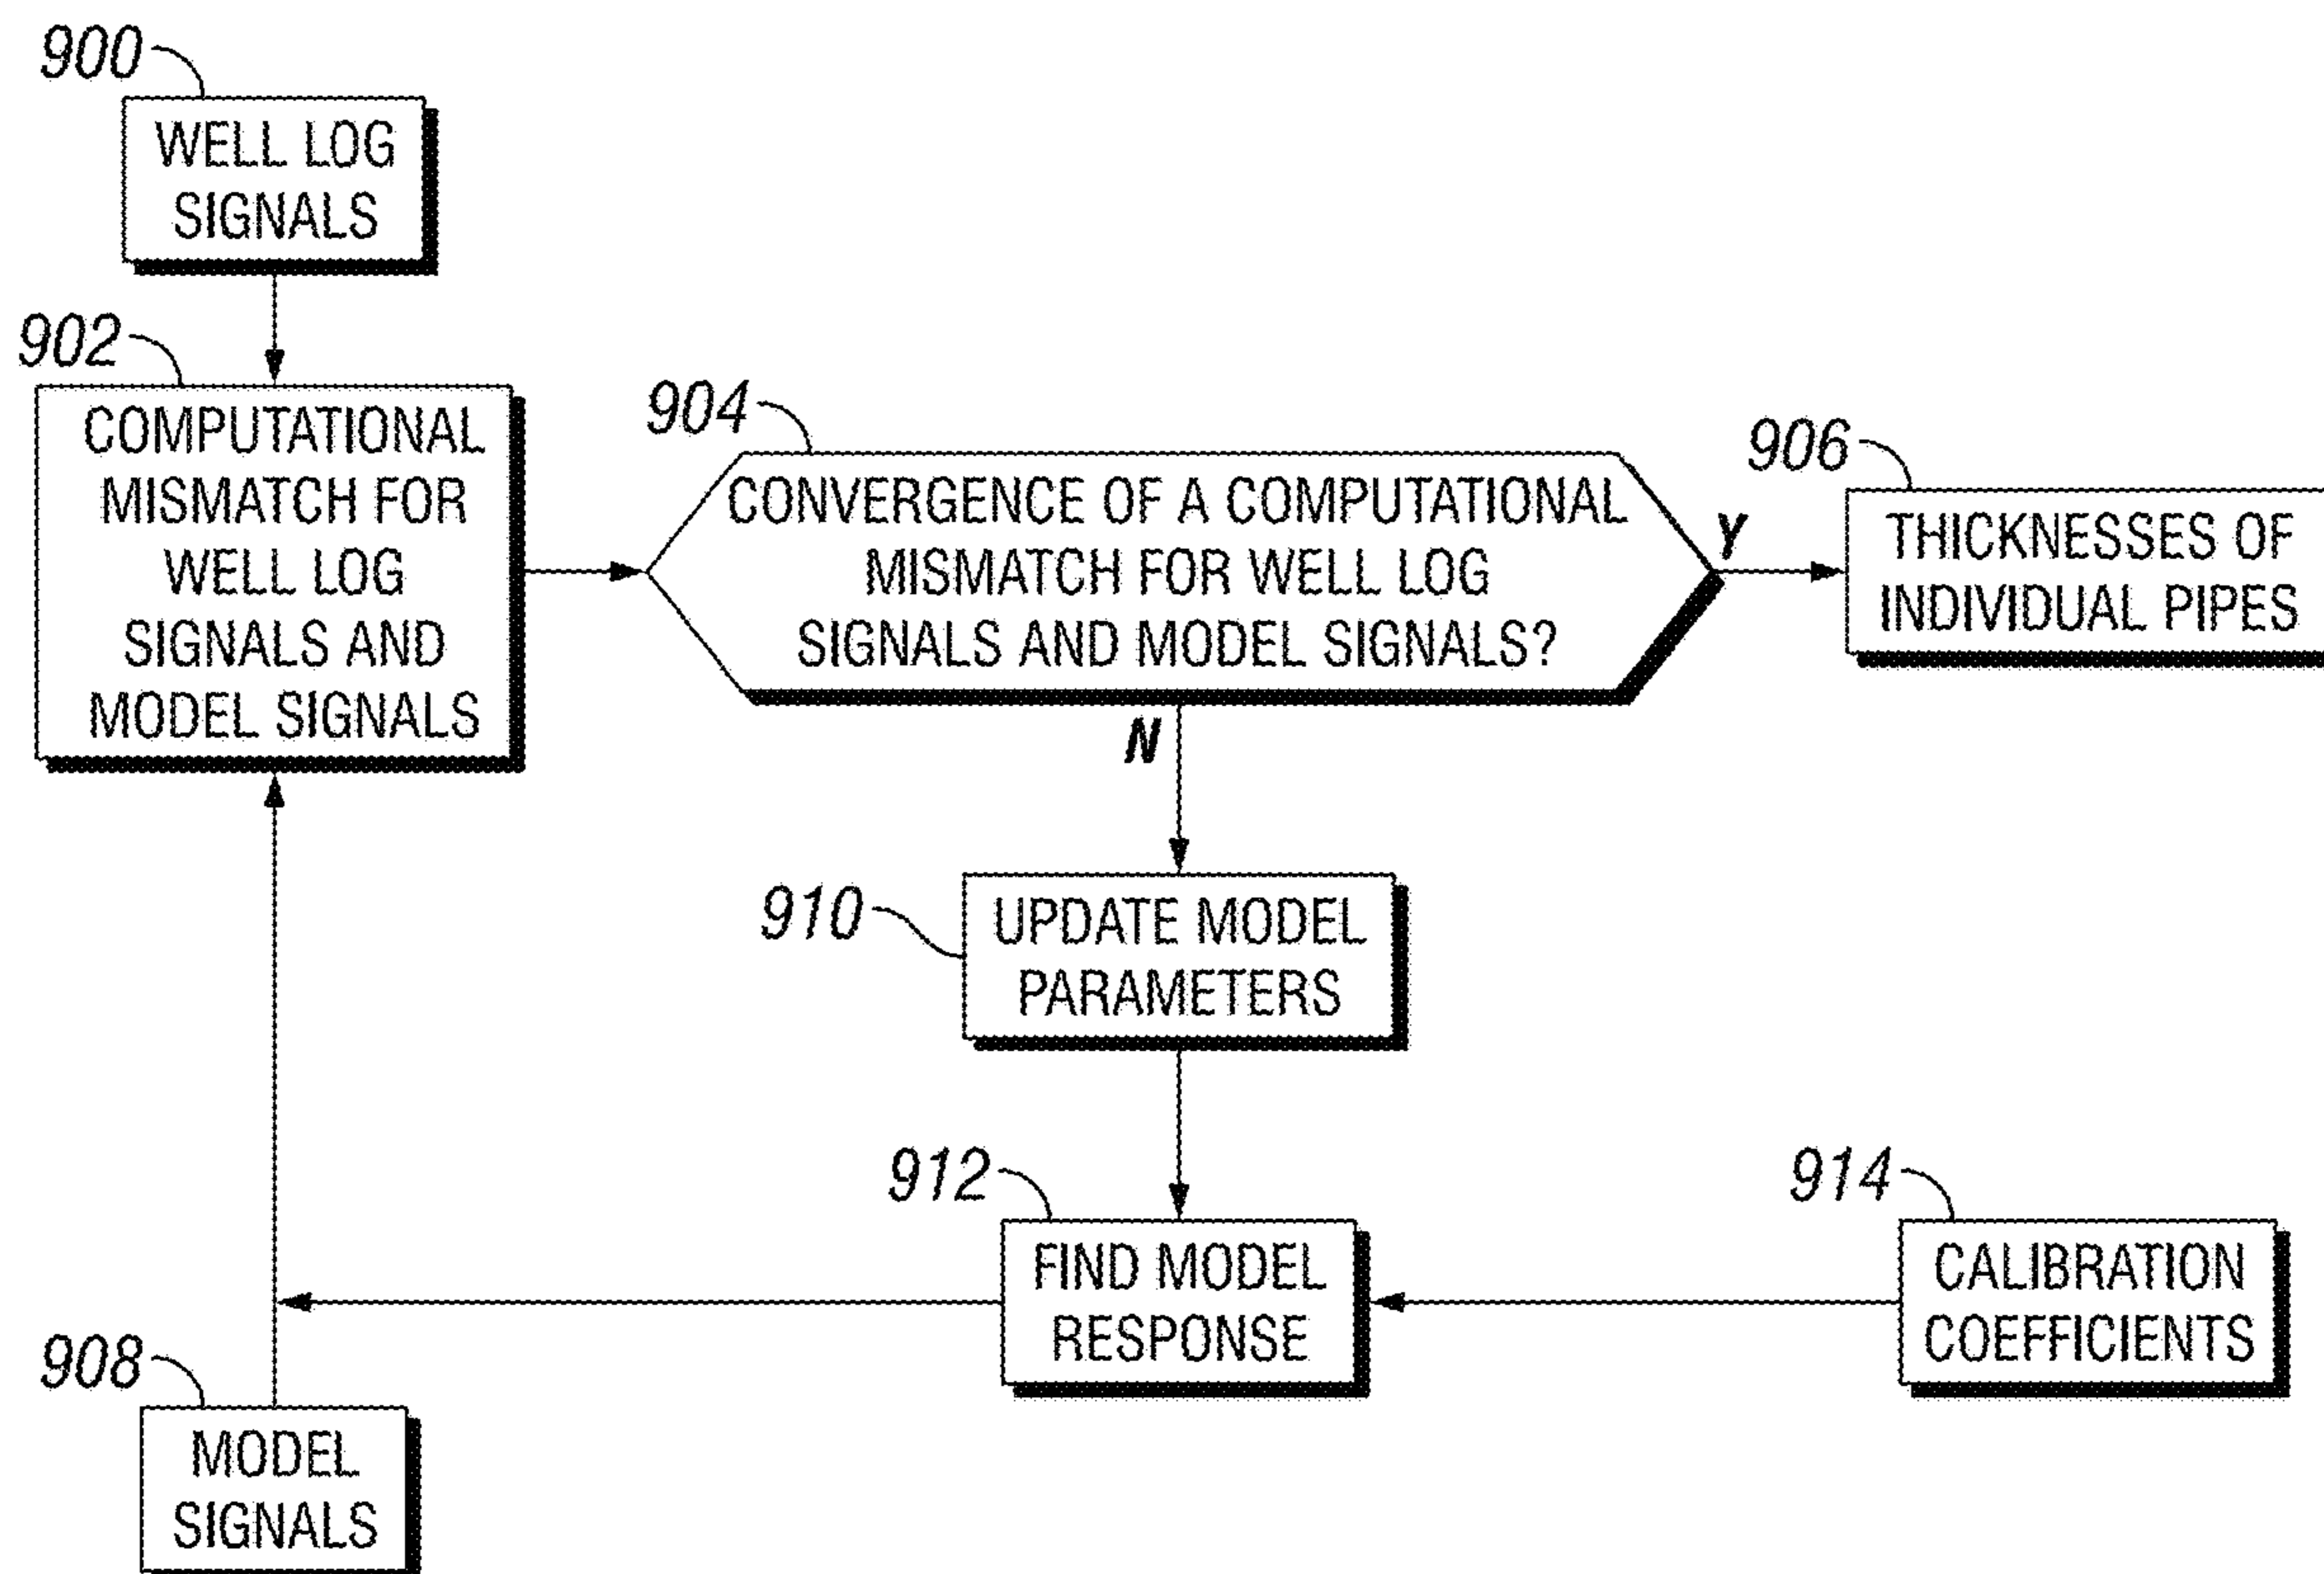 900
WELL LOG
SIGNALS
902
COMPUTATIONAL
MISMATCH FOR
WELL LOG
SIGNALS AND
MODEL SIGNALS
904
CONVERGENCE OF A COMPUTATIONAL
MISMATCH FOR WELL LOG
SIGNALS AND MODEL SIGNALS?
Y
906
THICKNESSES OF
INDIVIDUAL PIPES
N
910
UPDATE MODEL
PARAMETERS
912
FIND MODEL
RESPONSE
914
CALIBRATION
COEFFICIENTS
908
MODEL
SIGNALS